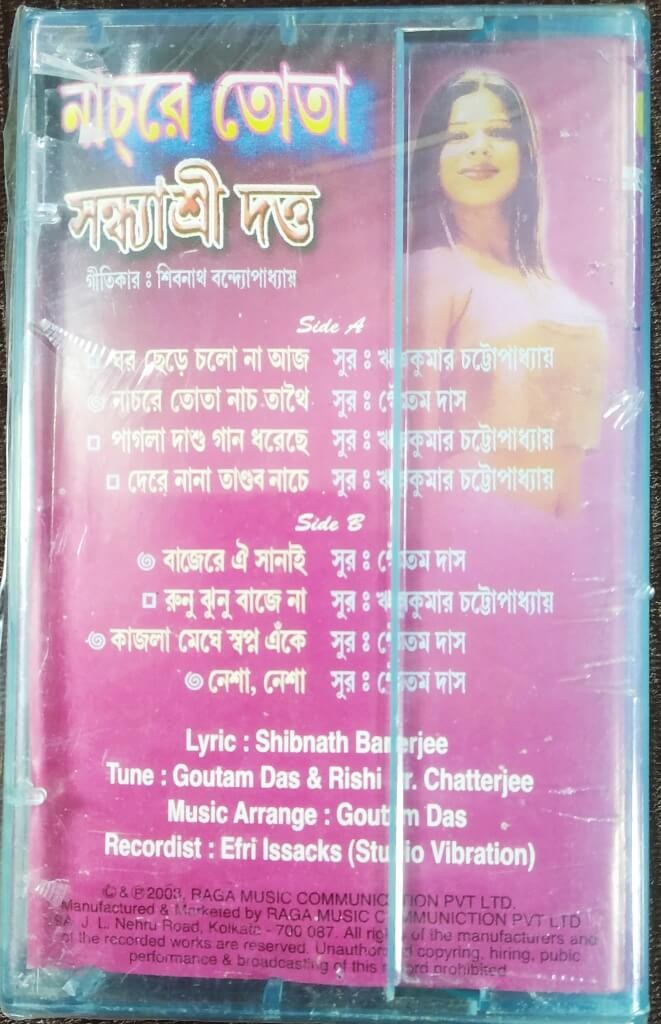 নাচ্‌রে তোতা
সন্ধ্যাশ্রী দত্ত
গীতিকার ঃ শিবনাথ বন্দ্যোপাধ্যায়
Side A
ঘর ছেড়ে চলো না আজ সুর ঃ ঋষিকুমার চট্টোপাধ্যায়
নাচরে তোতা নাচ তাথৈ সুর ঃ গৌতম দাস
পাগলা দাশু গান ধরেছে সুর ঃ ঋষিকুমার চট্টোপাধ্যায়
দেরে নানা তাণ্ডব নাচে সুর ঃ ঋষিকুমার চট্টোপাধ্যায়
Side B
বাজেরে ঐ সানাই সুর ঃ গৌতম দাস
রুনু ঝুনু বাজে না সুর ঃ ঋষিকুমার চট্টোপাধ্যায়
কাজলা মেঘে স্বপ্ন এঁকে সুর ঃ গৌতম দাস
নেশা, নেশা সুর ঃ গৌতম দাস
Lyric : Shibnath Banerjee
Tune : Goutam Das & Rishi Kr. Chatterjee
Music Arrange : Goutam Das
Recordist : Efri Issacks (Studio Vibration)
© & ℗ 2003, RAGA MUSIC COMMUNICTION PVT LTD.
Manufactured & Marketed by RAGA MUSIC COMMUNICTION PVT LTD
J. L. Nehru Road, Kolkata - 700 087. All rights of the manufacturers and
of the recorded works are reserved. Unauthorised copyring, hiring, pubic
performance & broadcasting of this record prohibited